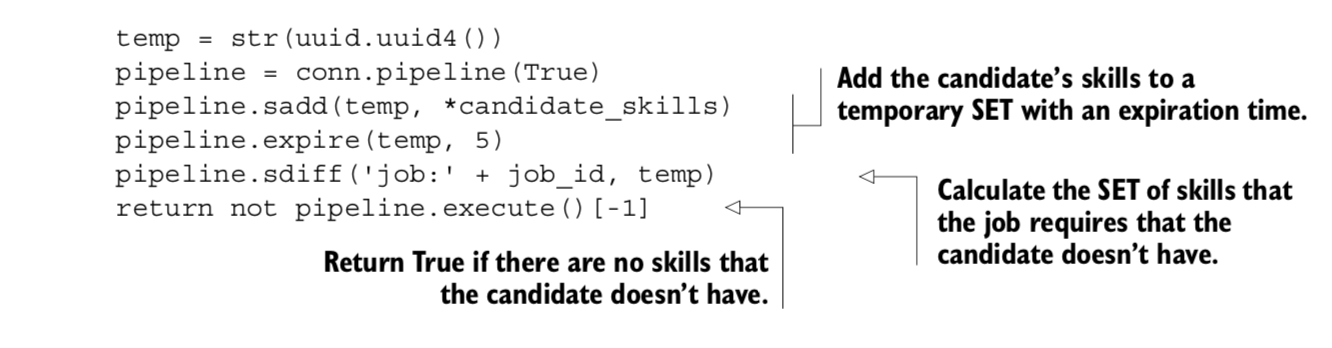 temp = str(uuid.uuid4())
pipeline = conn.pipeline(True)
pipeline.sadd(temp, *candidate_skills)
pipeline.expire(temp, 5)
pipeline.sdiff('job:' + job_id, temp)
return not pipeline.execute()[-1]
Add the candidate’s skills to a
temporary SET with an expiration time.
Calculate the SET of skills that
the job requires that the
candidate doesn’t have.
Return True if there are no skills that
the candidate doesn’t have.